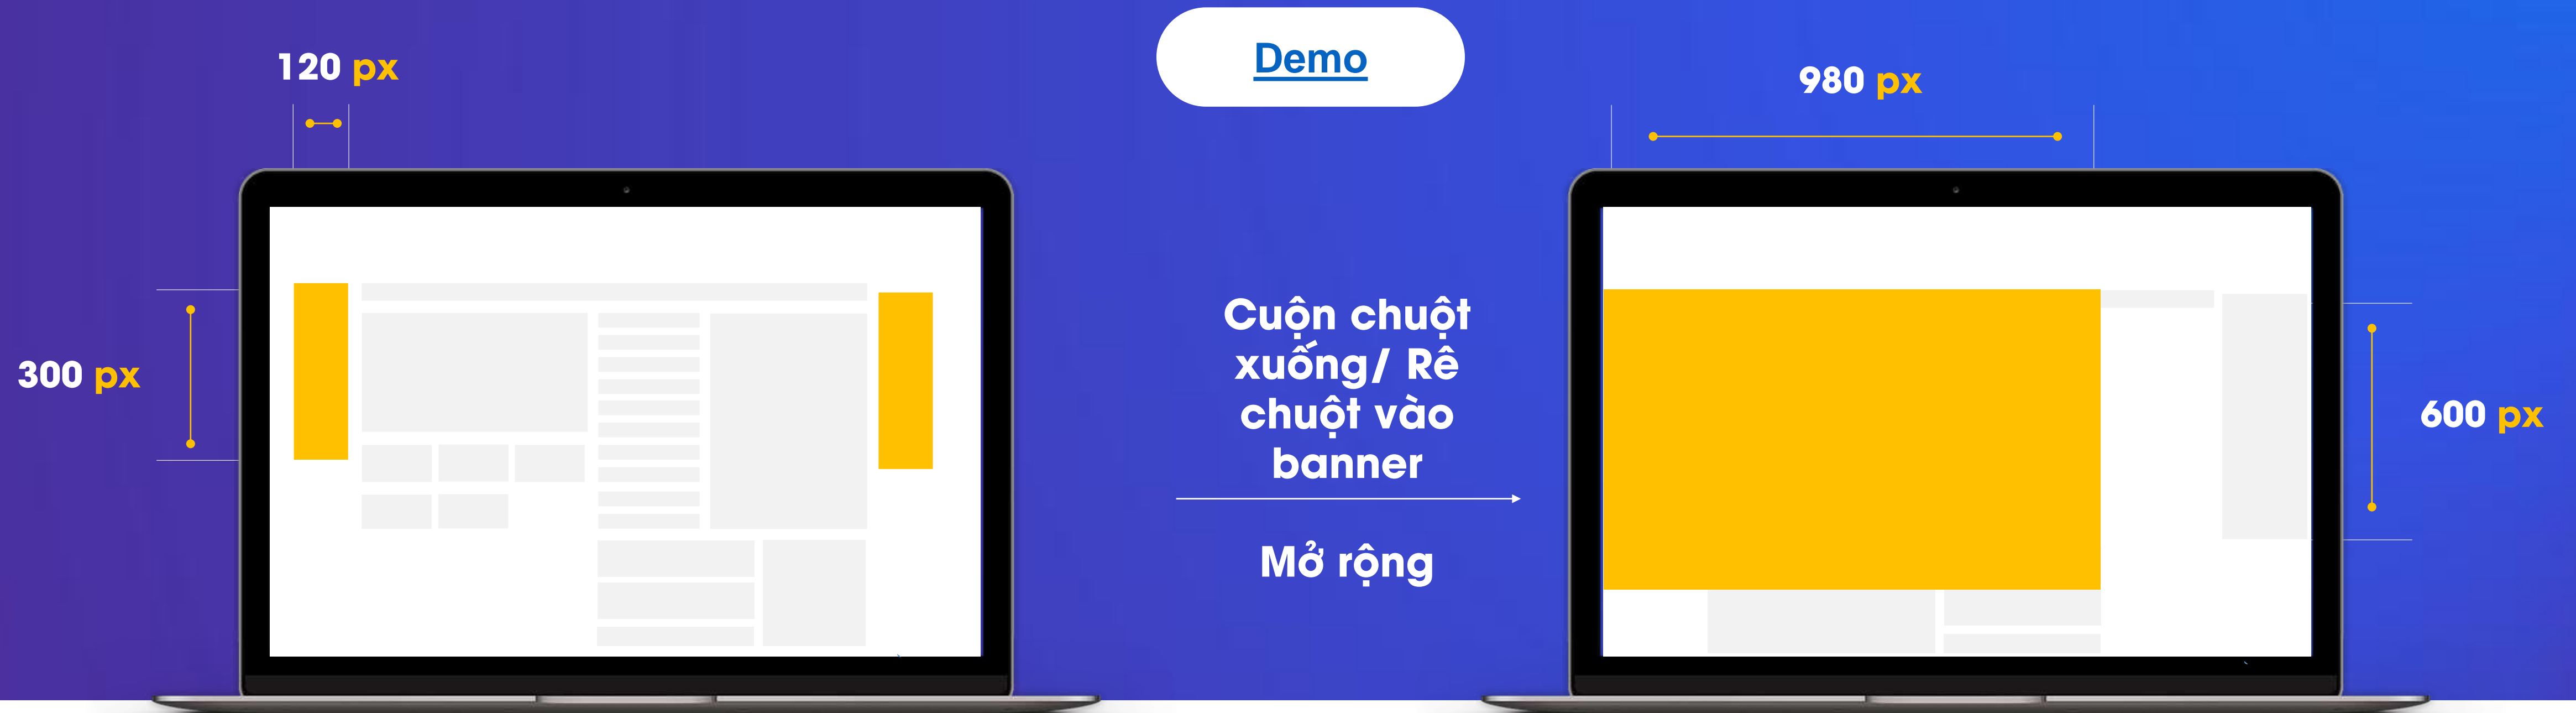 Demo
120 px
980 px
300 px
Cuộn chuột
xuống/ Rê
chuột vào
banner
600 px
Mở rộng